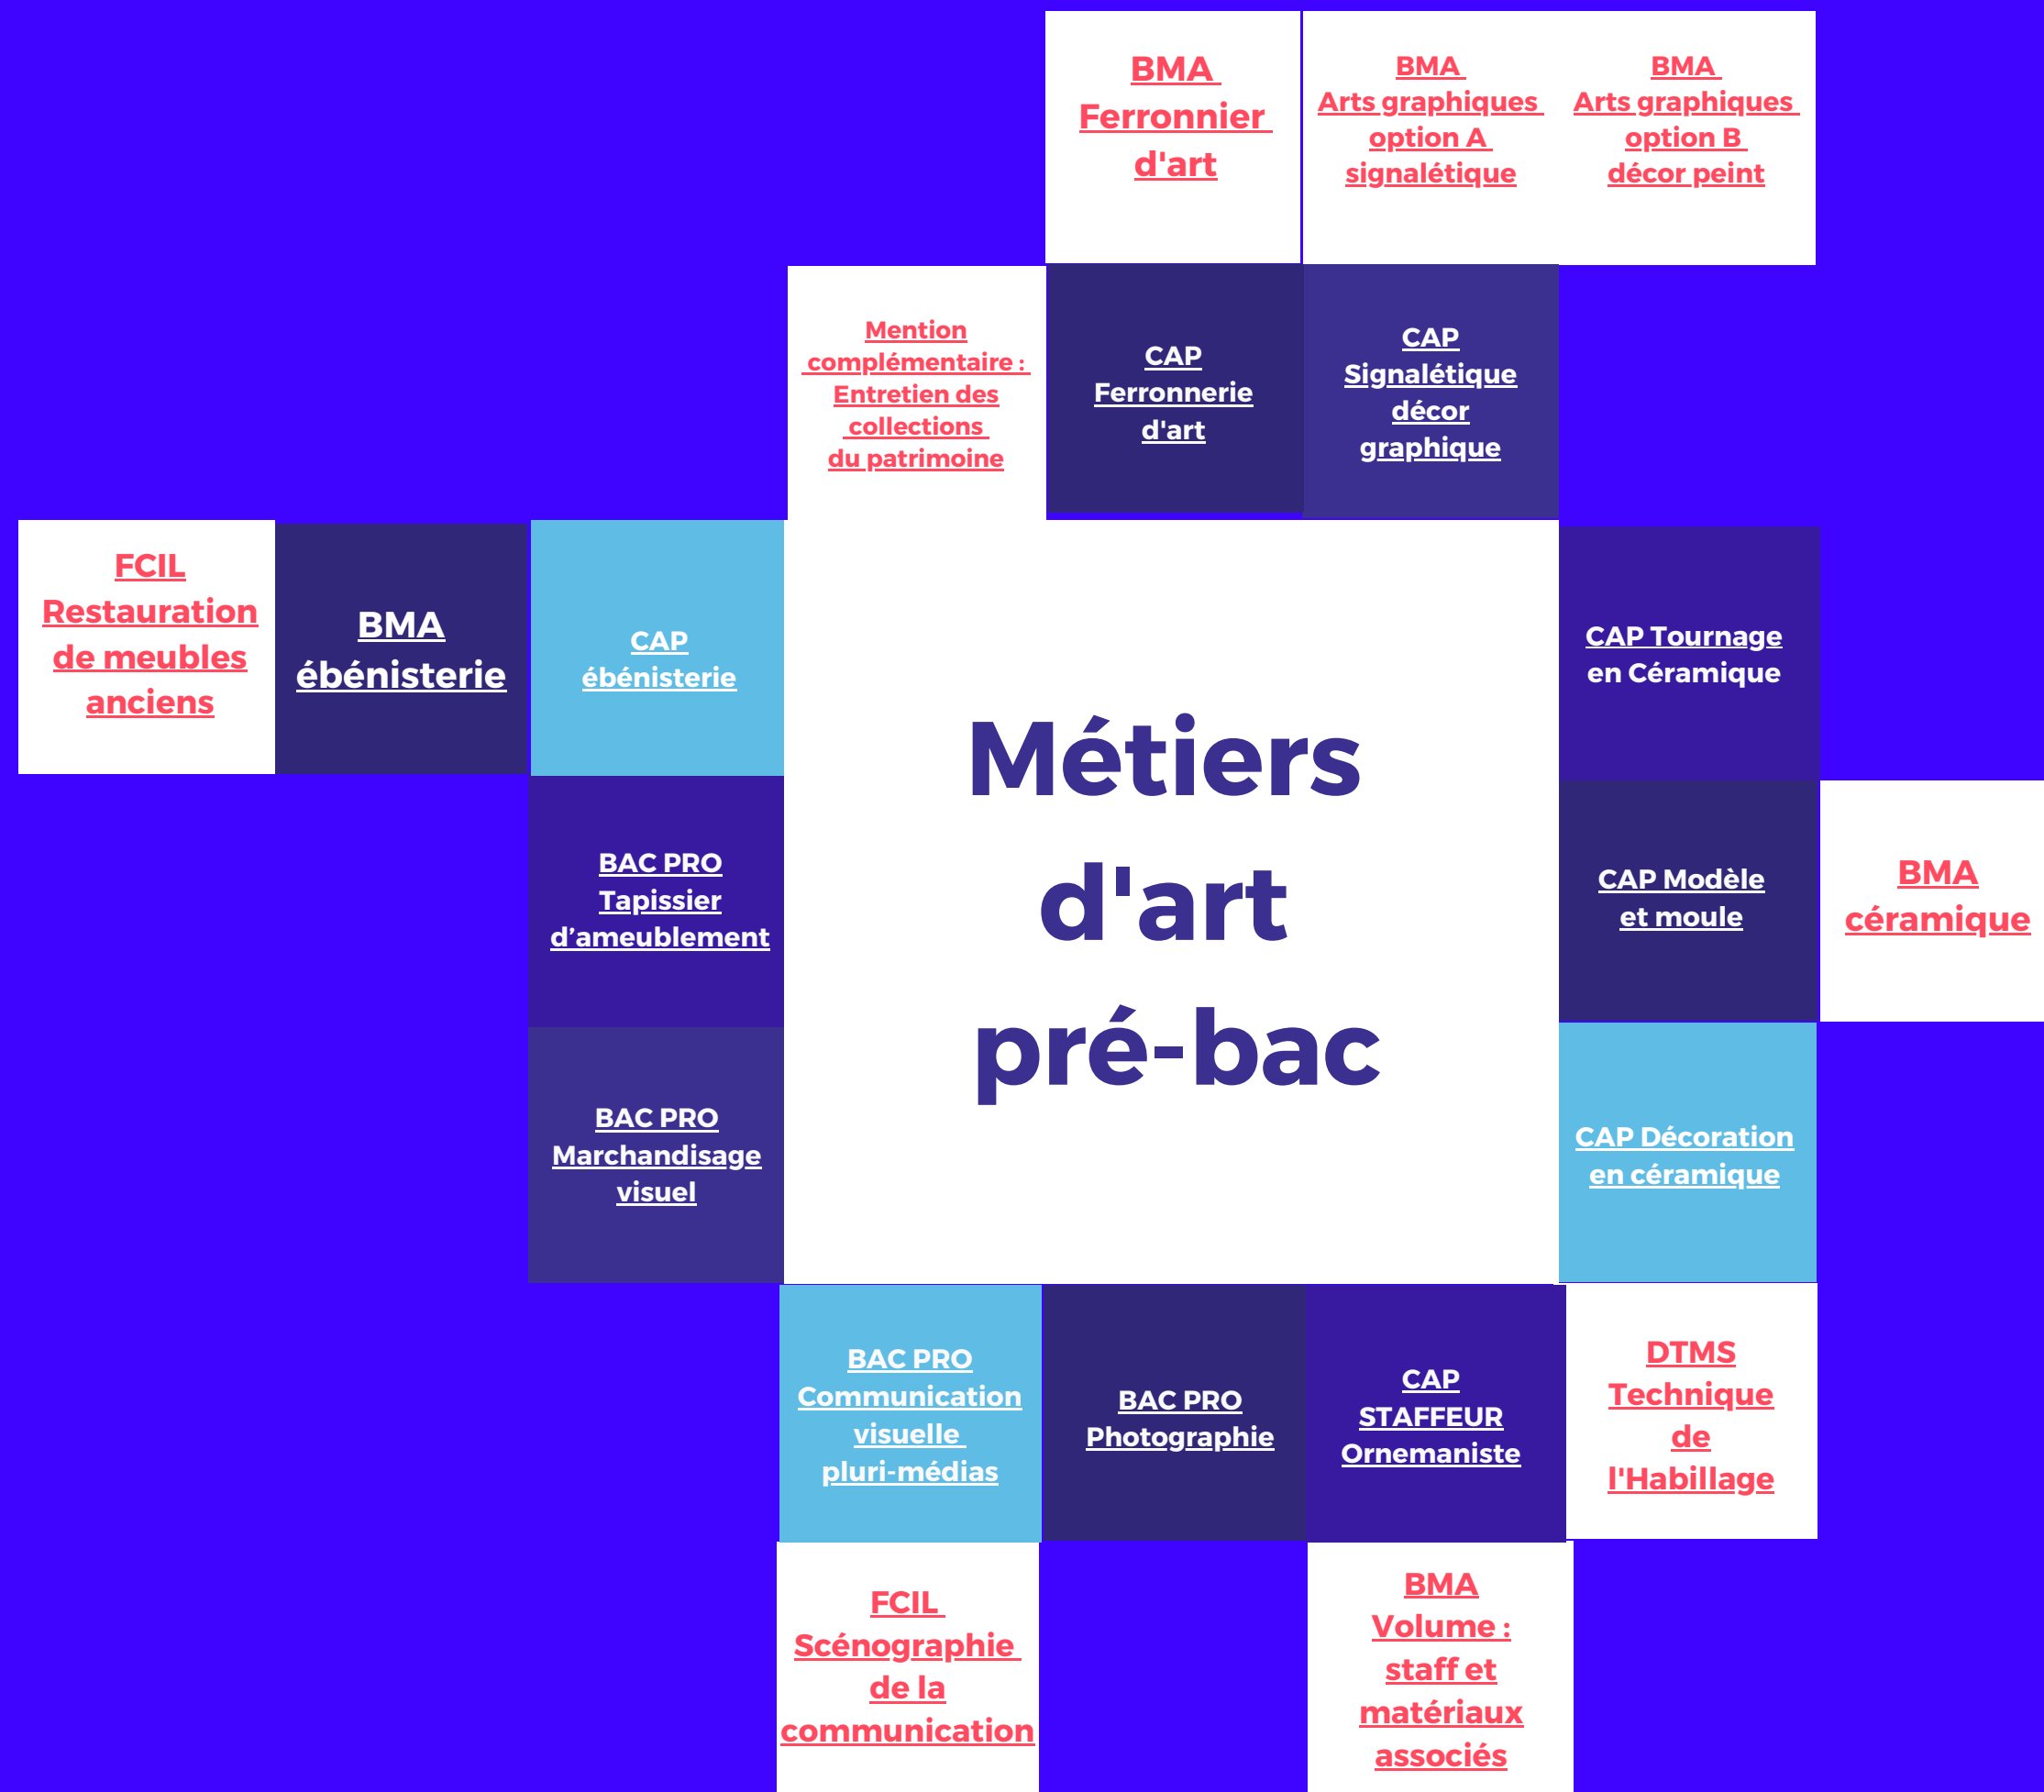 BMA
Ferronnier
d'art
BMA
Arts graphiques
option A
signalétique
BMA
Arts graphiques
option B
décor peint
Mention
complémentaire :
Entretien des
collections
du patrimoine
CAP
Ferronnerie
d'art
CAP
Signalétique
décor
graphique
FCIL
Restauration
de meubles
anciens
BMA
ébénisterie
CAP
ébénisterie
Métiers
d'art
pré-bac
CAP Tournage
en Céramique
BAC PRO
Tapissier
d’ameublement
CAP Modèle
et moule
BMA
céramique
BAC PRO
Marchandisage
visuel
CAP Décoration
en céramique
BAC PRO
Communication
visuelle
pluri-médias
BAC PRO
Photographie
CAP
STAFFEUR
Ornemaniste
DTMS
Technique
de
l'Habillage
FCIL
Scénographie
de la
communication
BMA
Volume :
staff et
matériaux
associés